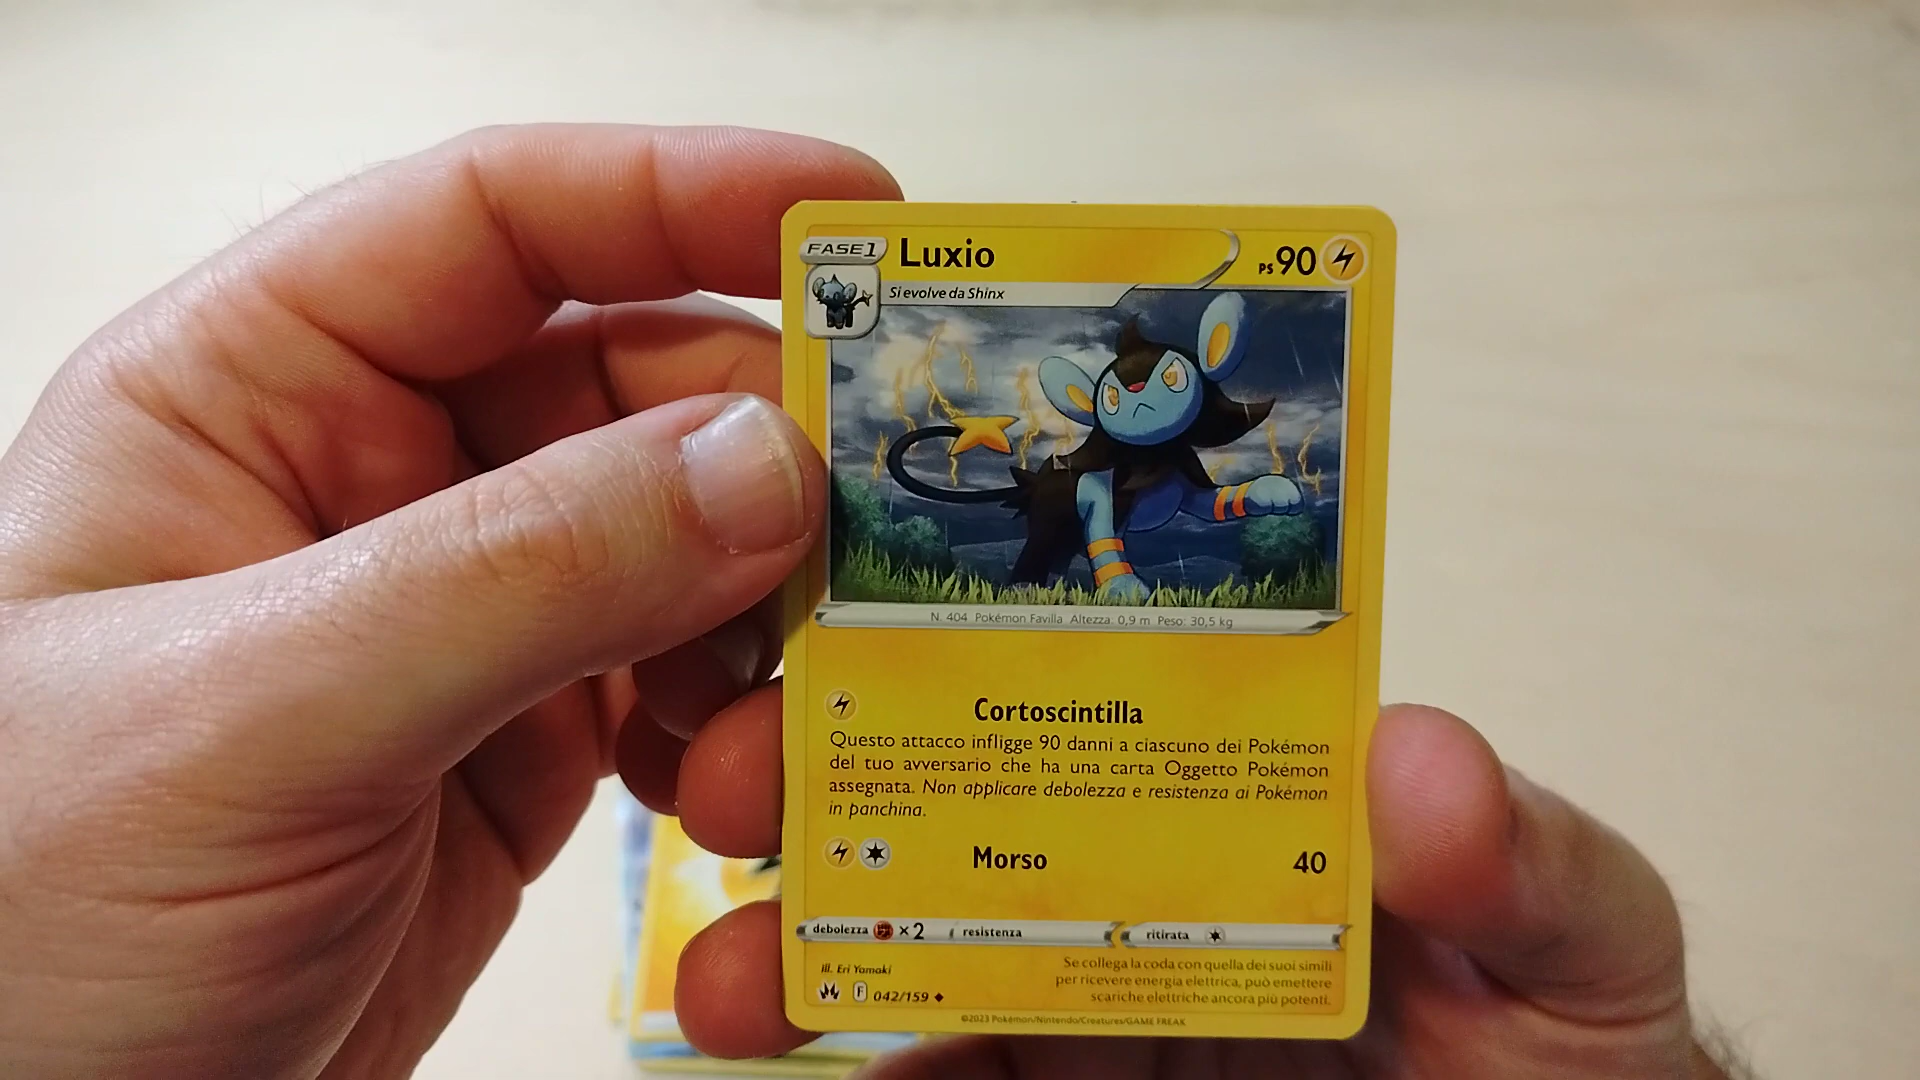 FASE 1
Luxio
PS 90
Si evolve da Shinx
N. 404 Pokémon Favilla Altezza: 0,9 m Peso: 30,5 kg
Cortoscintilla
Questo attacco infligge 90 danni a ciascuno dei Pokémon
del tuo avversario che ha una carta Oggetto Pokémon
assegnata. Non applicare debolezza e resistenza ai Pokémon
in panchina.
Morso 40
debolezza ×2 resistenza ritirata
Ill. Eri Yamaki
F 042/159
Se collega la coda con quella dei suoi simili
per ricevere energia elettrica, può emettere
scariche elettriche ancora più potenti.
©2023 Pokémon/Nintendo/Creatures/GAME FREAK